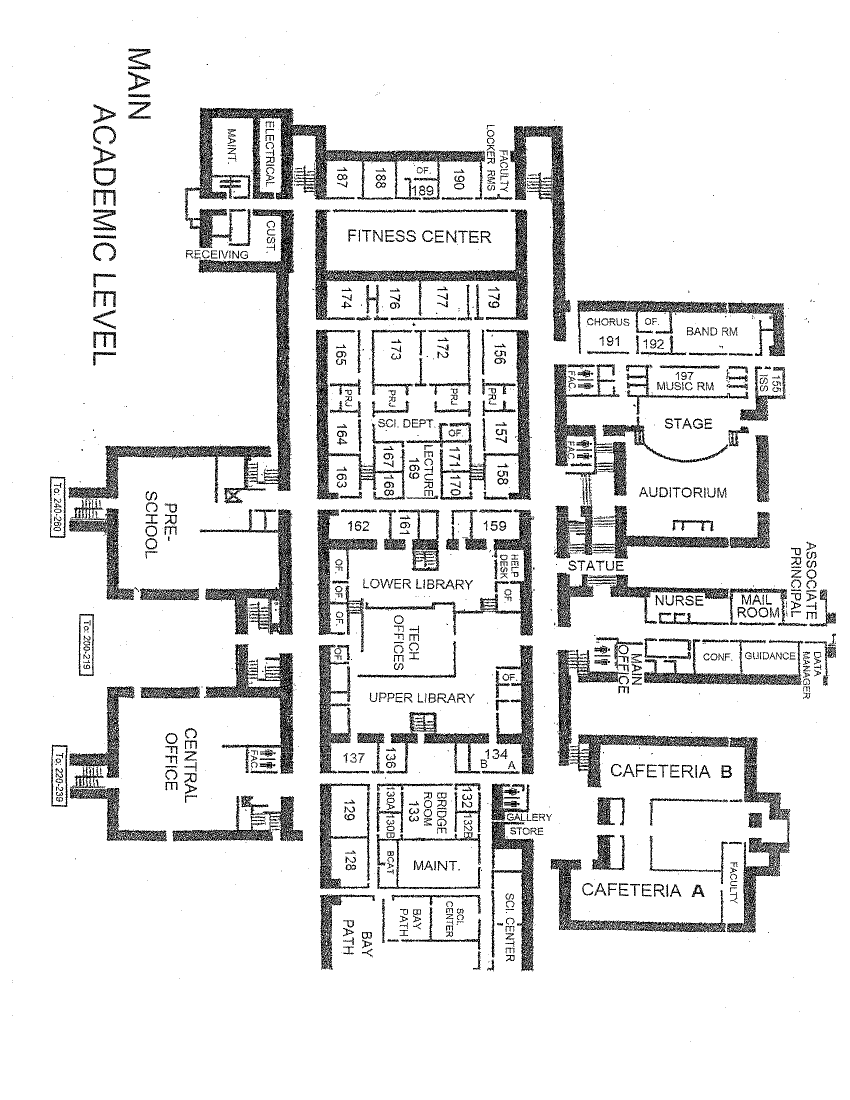 MAIN
ACADEMIC LEVEL
MAINT.
ELECTRICAL
CUST.
RECEIVING
187
188
OF.
189
190
FACULTY
LOCKER RMS
FITNESS CENTER
174
176
177
179
165
173
172
156
PRJ
PRJ
PRJ
PRJ
SCI. DEPT.
OF
164
167
LECTURE
169
171
157
163
168
170
158
162
161
159
CHORUS
191
OF.
192
BAND RM
FAC.
197
MUSIC RM
155
ISS
STAGE
FAC.
AUDITORIUM
STATUE
To: 240-260
PRE-
SCHOOL
To: 200-219
To: 220-239
CENTRAL
OFFICE
FAC.
OF.
OF.
OF.
OF.
LOWER LIBRARY
HELP
DESK
OF
TECH
OFFICES
UPPER LIBRARY
OF.
NURSE
MAIL
ROOM
ASSOCIATE
PRINCIPAL
MAIN
OFFICE
CONF.
GUIDANCE
DATA
MANAGER
137
136
134
B
A
129
130A
130B
BRIDGE
ROOM
133
132
132B
GALLERY
STORE
128
BCAT
MAINT.
BAY
PATH
BAY
PATH
SCI.
CENTER
SCI. CENTER
CAFETERIA B
CAFETERIA A
FACULTY